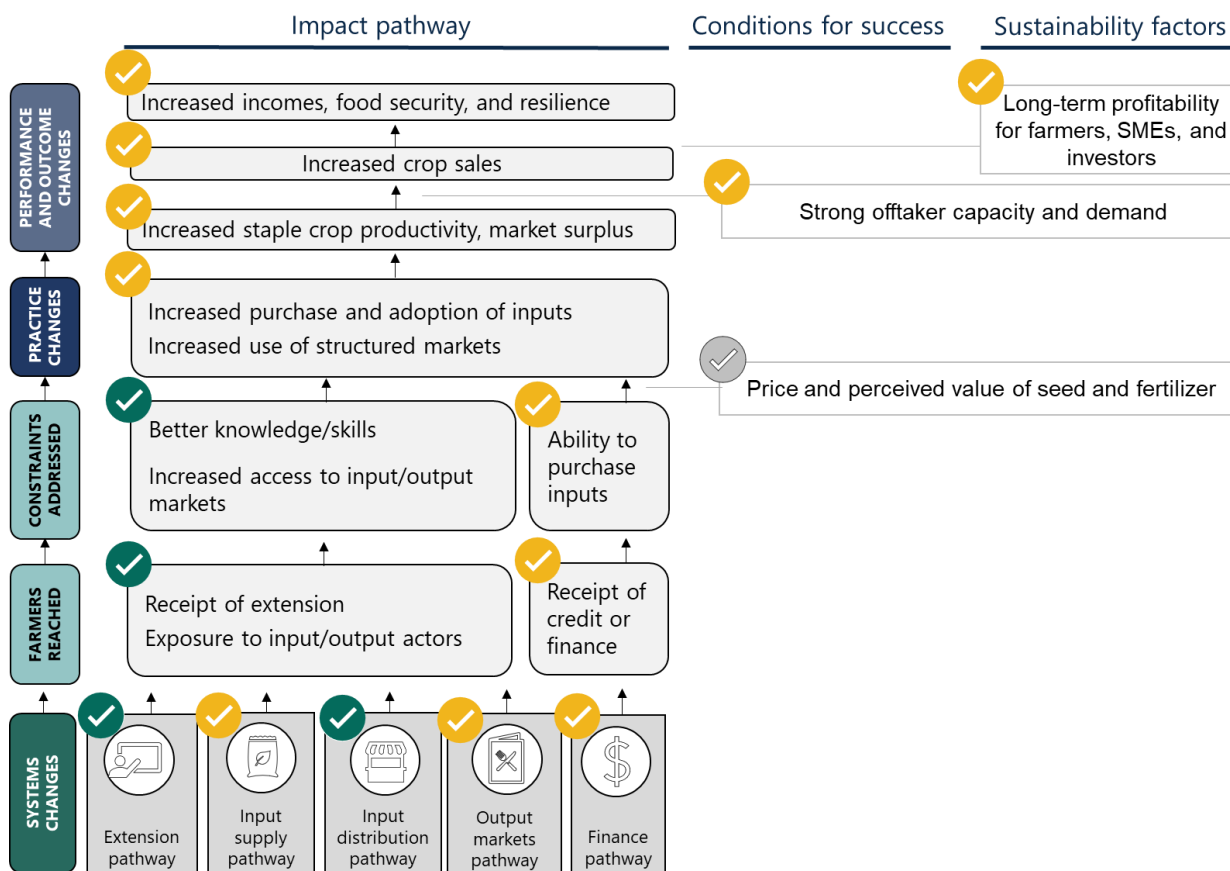 Impact pathway
Conditions for success
Sustainability factors
PERFORMANCE
AND OUTCOME
CHANGES
Increased incomes, food security, and resilience
Long-term profitability
for farmers, SMEs, and
investors
Increased crop sales
Strong offtaker capacity and demand
Increased staple crop productivity, market surplus
PRACTICE
CHANGES
Increased purchase and adoption of inputs
Increased use of structured markets
Price and perceived value of seed and fertilizer
CONSTRAINTS
ADDRESSED
Better knowledge/skills
Increased access to input/output
markets
Ability to
purchase
inputs
FARMERS
REACHED
Receipt of extension
Exposure to input/output actors
Receipt of
credit or
finance
SYSTEMS
CHANGES
Extension
pathway
Input
supply
pathway
Input
distribution
pathway
Output
markets
pathway
$
Finance
pathway